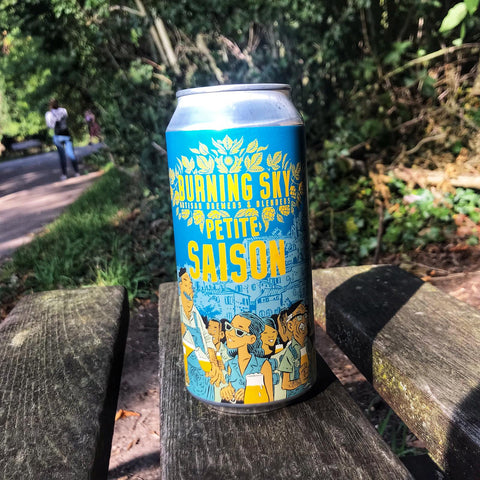 BURNING SKY
ARTISAN BREWERS & BLENDERS
PETITE
SAISON